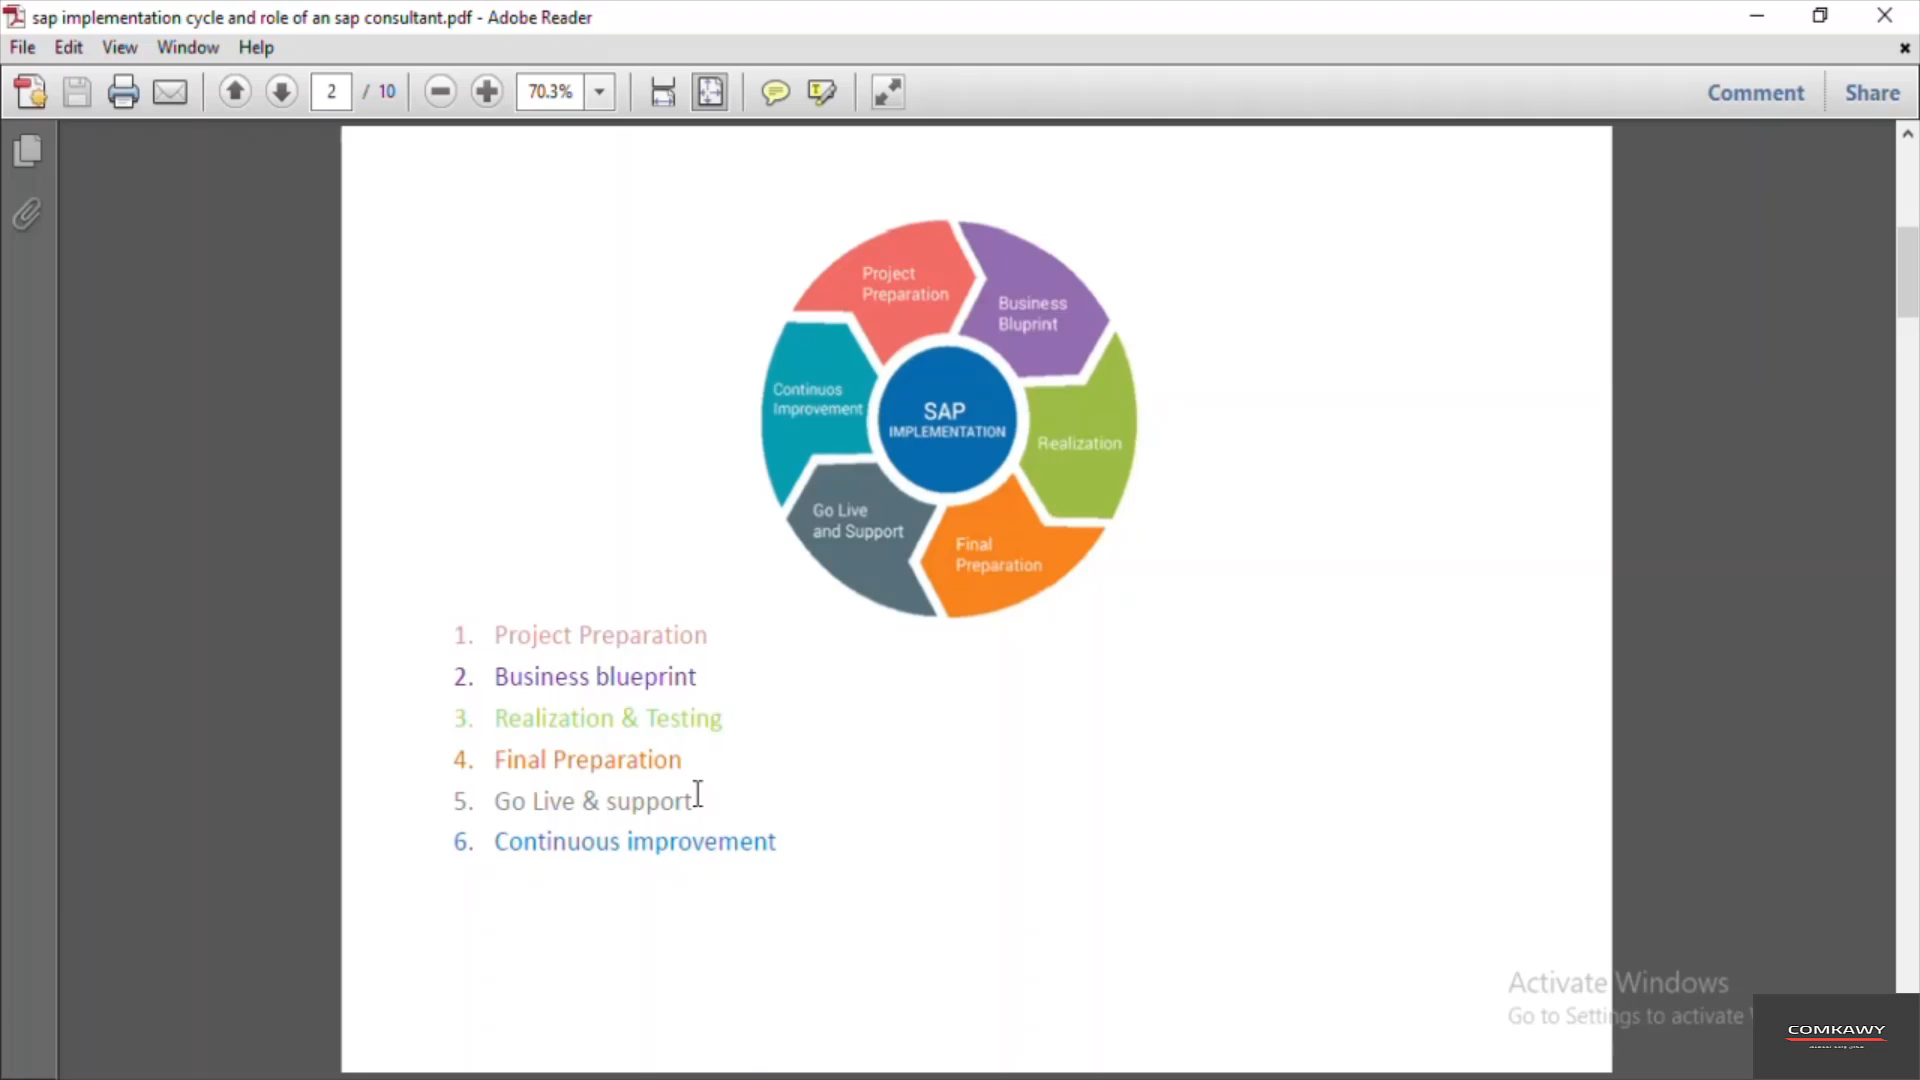 sap implementation cycle and role of an sap consultant.pdf - Adobe Reader
File Edit View Window Help
2 / 10 70.3% Comment Share
Project
Preparation
Business
Bluprint
Continuos
Improvement
SAP
IMPLEMENTATION
Realization
Go Live
and Support
Final
Preparation
1. Project Preparation
2. Business blueprint
3. Realization & Testing
4. Final Preparation
5. Go Live & support
6. Continuous improvement
Activate Windows
Go to Settings to activate
COMKAWY